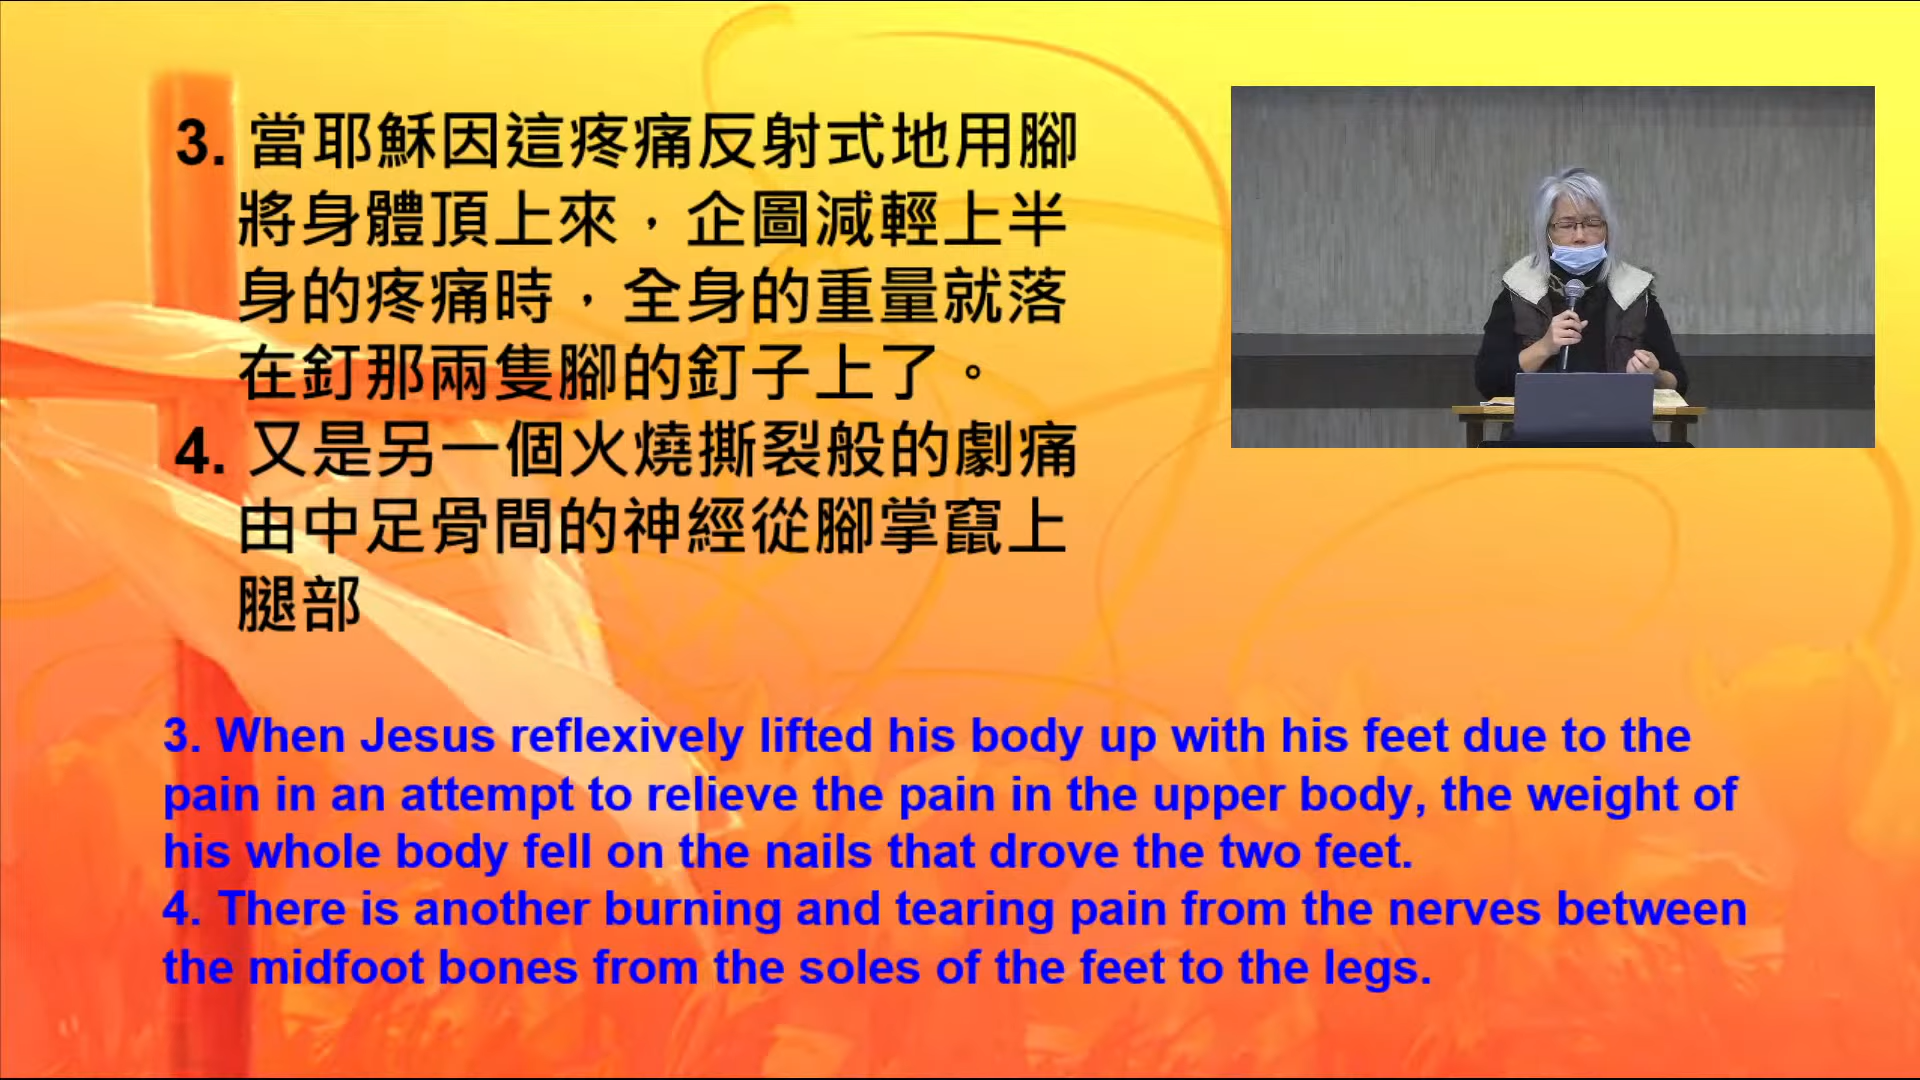 3. 當耶穌因這疼痛反射式地用腳
將身體頂上來，企圖減輕上半
身的疼痛時，全身的重量就落
在釘那兩隻腳的釘子上了。
4. 又是另一個火燒撕裂般的劇痛
由中足骨間的神經從腳掌竄上
腿部
3. When Jesus reflexively lifted his body up with his feet due to the
pain in an attempt to relieve the pain in the upper body, the weight of
his whole body fell on the nails that drove the two feet.
4. There is another burning and tearing pain from the nerves between
the midfoot bones from the soles of the feet to the legs.